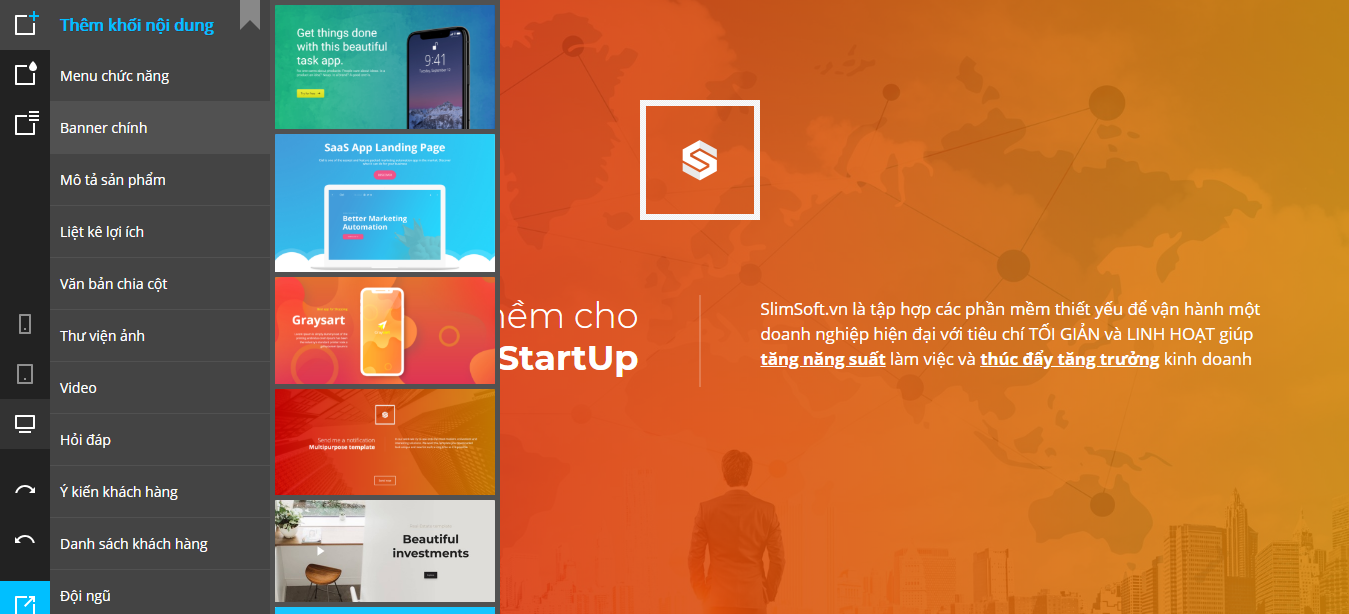 Thêm khối nội dung
Menu chức năng
Banner chính
Mô tả sản phẩm
Liệt kê lợi ích
Văn bản chia cột
Thư viện ảnh
Video
Hỏi đáp
Ý kiến khách hàng
Danh sách khách hàng
Đội ngũ
Get things done
with this beautiful
task app.
9:41
SaaS App Landing Page
Better Marketing
Automation
Graysart
Send me a notification
Multipurpose template
Beautiful
investments
mềm cho
StartUp
SlimSoft.vn là tập hợp các phần mềm thiết yếu để vận hành một
doanh nghiệp hiện đại với tiêu chí TỐI GIẢN và LINH HOẠT giúp
tăng năng suất làm việc và thúc đẩy tăng trưởng kinh doanh